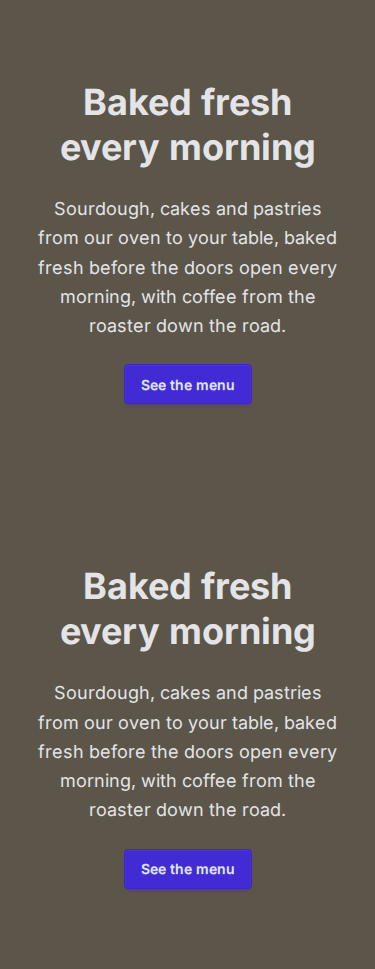 Baked fresh
every morning
Sourdough, cakes and pastries
from our oven to your table, baked
fresh before the doors open every
morning, with coffee from the
roaster down the road.
See the menu
Baked fresh
every morning
Sourdough, cakes and pastries
from our oven to your table, baked
fresh before the doors open every
morning, with coffee from the
roaster down the road.
See the menu